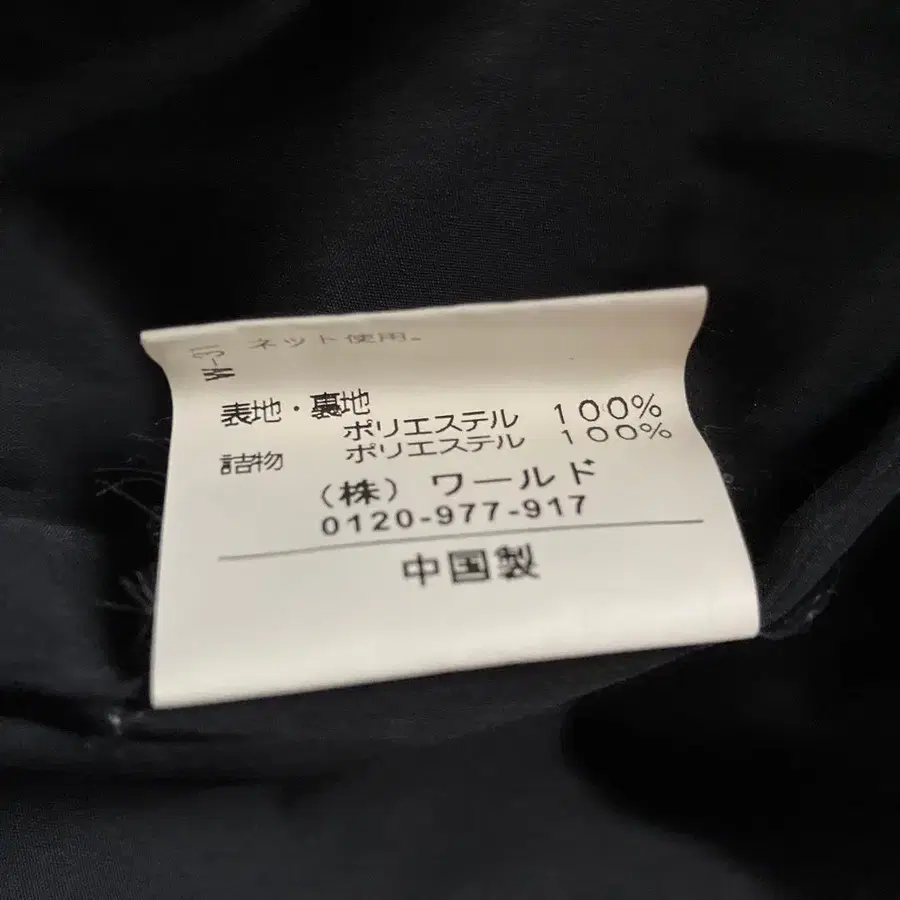 ネット使用。
表地・裏地
ポリエステル 100%
詰物 ポリエステル 100%
(株) ワールド
0120-977-917
中国製